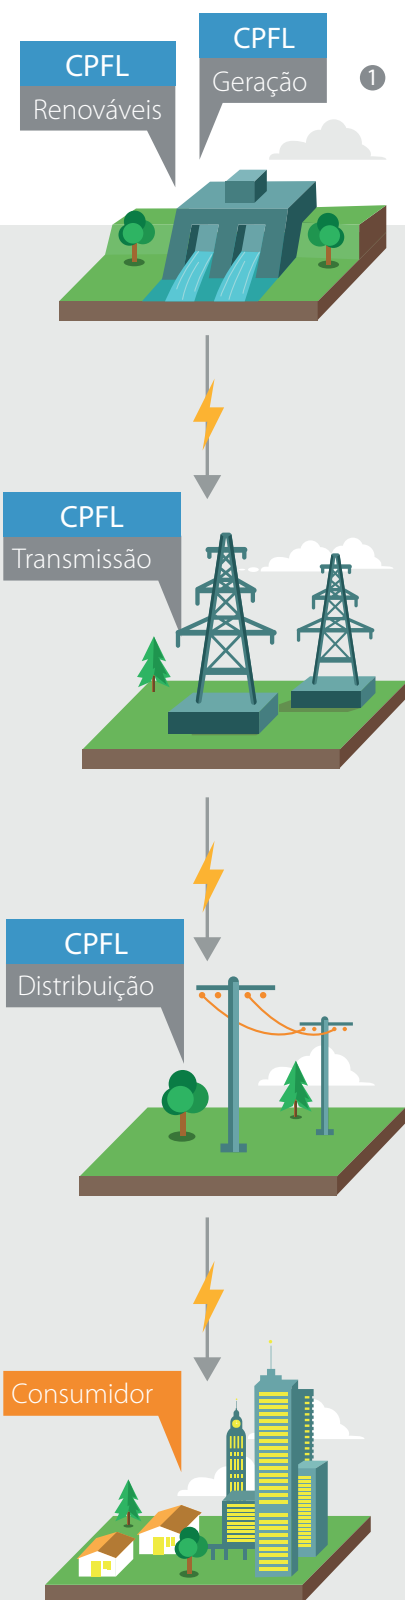 CPFL
Renováveis
CPFL
Geração
1
CPFL
Transmissão
CPFL
Distribuição
Consumidor